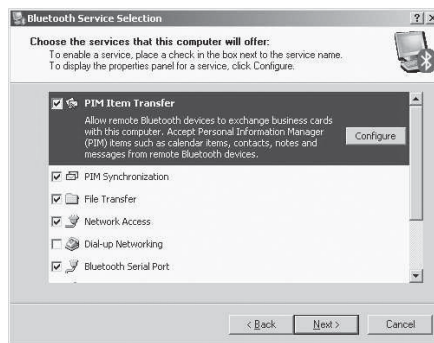 Bluetooth Service Selection
Choose the services that this computer will offer:
To enable a service, place a check in the box next to the service name.
To display the properties panel for a service, click Configure.
PIM Item Transfer
Allow remote Bluetooth devices to exchange business cards
with this computer. Accept Personal Information Manager
(PIM) items such as calendar items, contacts, notes and
messages from remote Bluetooth devices.
Configure
PIM Synchronization
File Transfer
Network Access
Dial-up Networking
Bluetooth Serial Port
< Back
Next >
Cancel